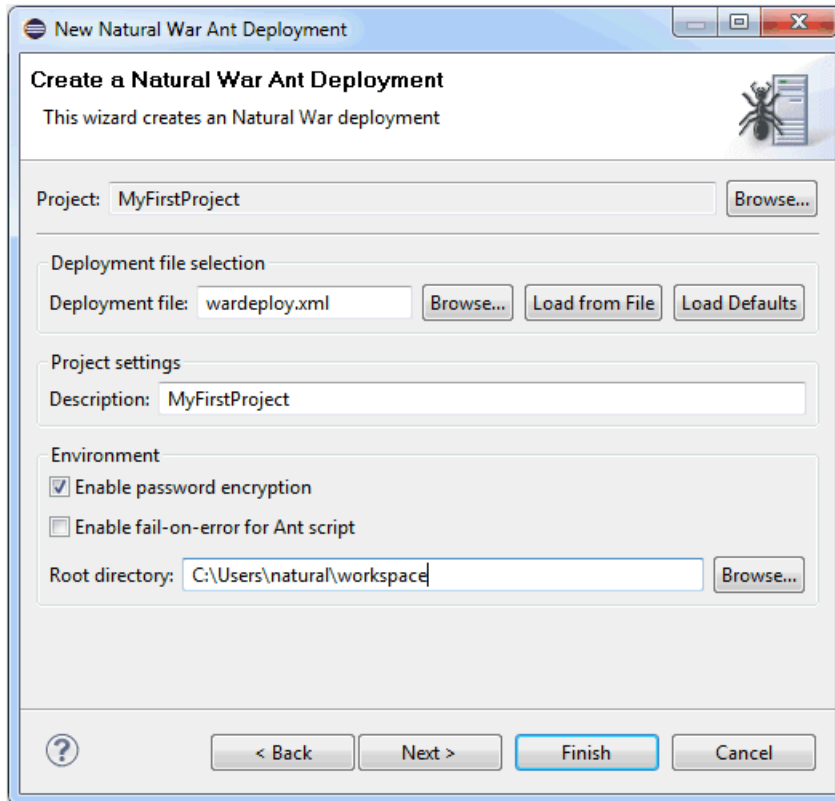 New Natural War Ant Deployment
Create a Natural War Ant Deployment
This wizard creates an Natural War deployment
Project: MyFirstProject Browse...
Deployment file selection
Deployment file: wardeploy.xml Browse... Load from File Load Defaults
Project settings
Description: MyFirstProject
Environment
Enable password encryption
Enable fail-on-error for Ant script
Root directory: C:\Users\natural\workspace Browse...
? < Back Next > Finish Cancel